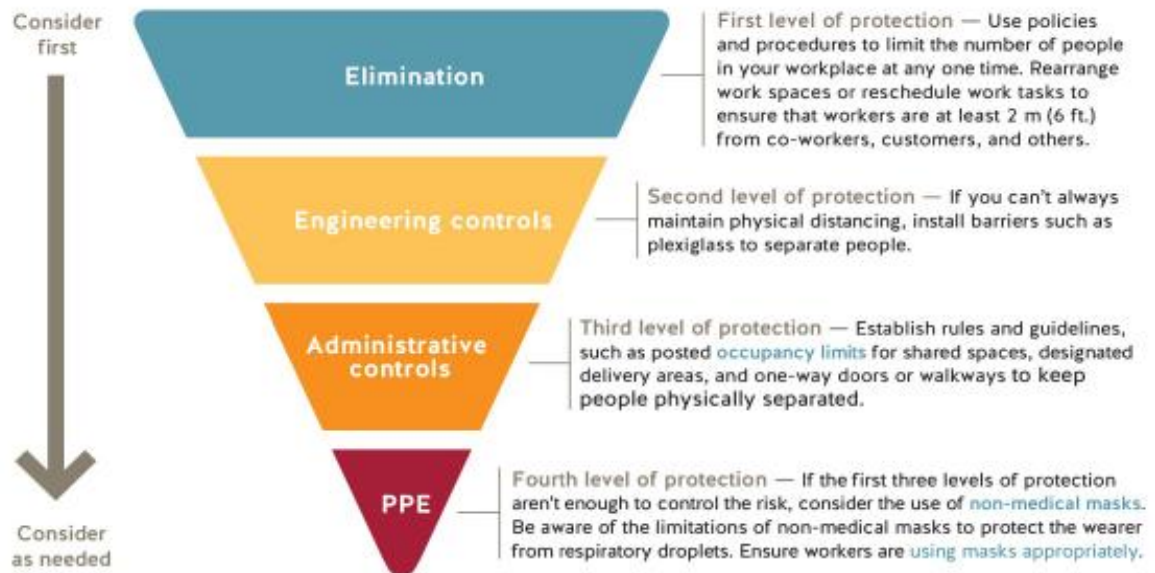 Consider
first
Elimination
First level of protection — Use policies
and procedures to limit the number of people
in your workplace at any one time. Rearrange
work spaces or reschedule work tasks to
ensure that workers are at least 2 m (6 ft.)
from co-workers, customers, and others.
Engineering controls
Second level of protection — If you can't always
maintain physical distancing, install barriers such as
plexiglass to separate people.
Administrative
controls
Third level of protection — Establish rules and guidelines,
such as posted occupancy limits for shared spaces, designated
delivery areas, and one-way doors or walkways to keep
people physically separated.
PPE
Fourth level of protection — If the first three levels of protection
aren't enough to control the risk, consider the use of non-medical masks.
Be aware of the limitations of non-medical masks to protect the wearer
from respiratory droplets. Ensure workers are using masks appropriately.
Consider
as needed